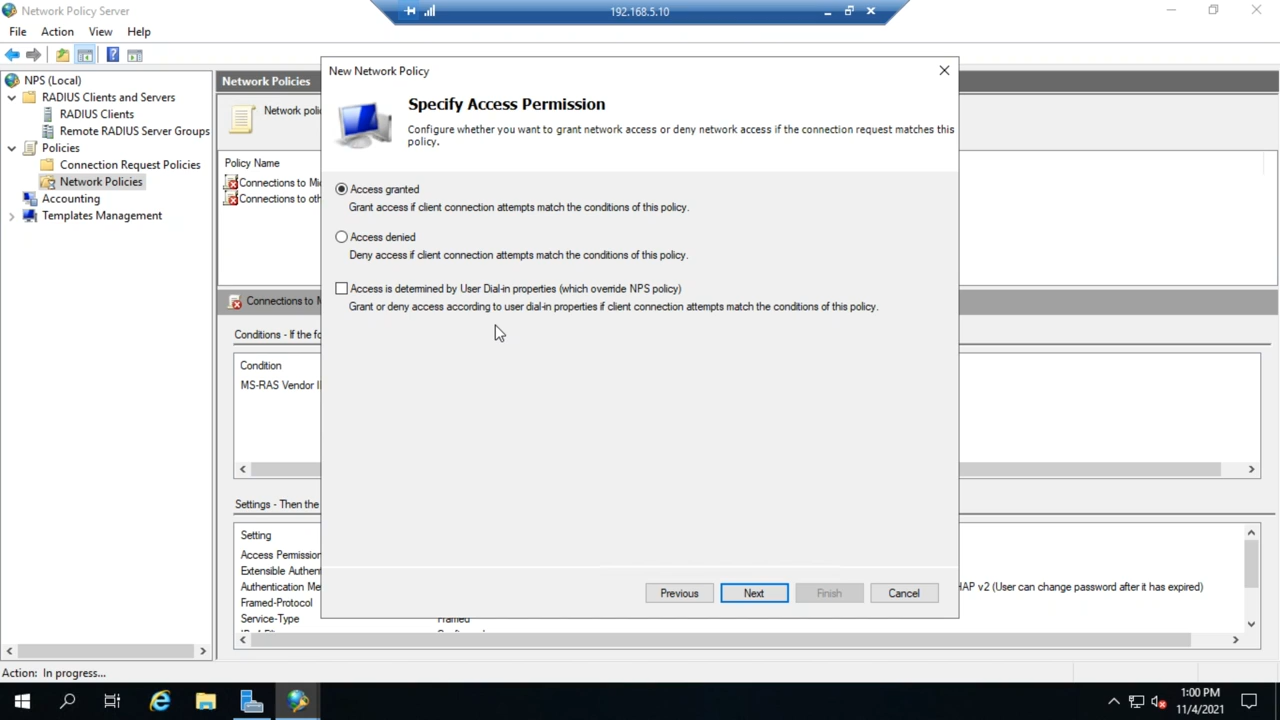 Network Policy Server
192.168.5.10
File Action View Help
NPS (Local)
RADIUS Clients and Servers
RADIUS Clients
Remote RADIUS Server Groups
Policies
Connection Request Policies
Network Policies
Accounting
Templates Management
Network Policies
Network poli
Policy Name
Connections to Mi
Connections to oth
Connections to M
Conditions - If the fo
Condition
MS-RAS Vendor I
Settings - Then the
Setting
Access Permission
Extensible Authen
Authentication Me
HAP v2 (User can change password after it has expired)
Framed-Protocol
Service-Type
Framed
New Network Policy
Specify Access Permission
Configure whether you want to grant network access or deny network access if the connection request matches this
policy.
Access granted
Grant access if client connection attempts match the conditions of this policy.
Access denied
Deny access if client connection attempts match the conditions of this policy.
Access is determined by User Dial-in properties (which override NPS policy)
Grant or deny access according to user dial-in properties if client connection attempts match the conditions of this policy.
Previous Next Finish Cancel
Action: In progress...
1:00 PM
11/4/2021